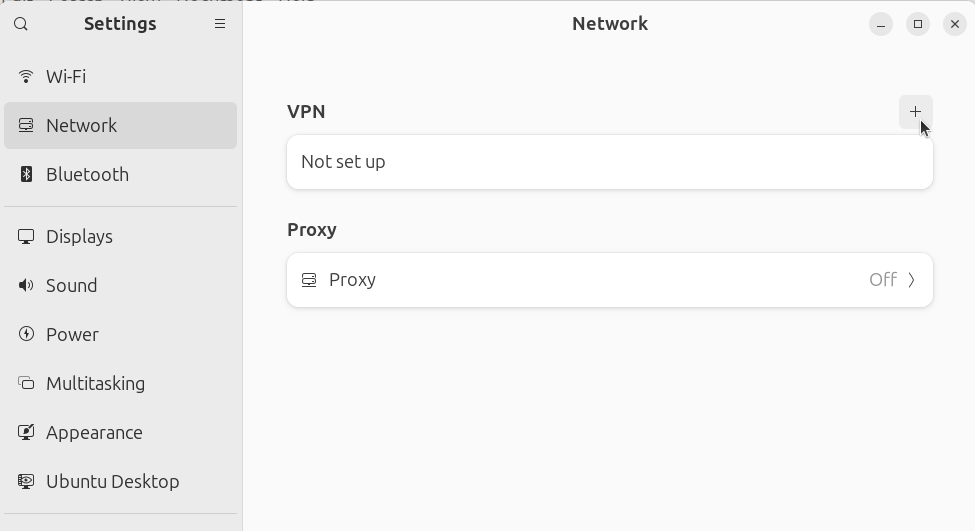 Settings
Network
Wi-Fi
Network
Bluetooth
Displays
Sound
Power
Multitasking
Appearance
Ubuntu Desktop
VPN
Not set up
Proxy
Proxy
Off